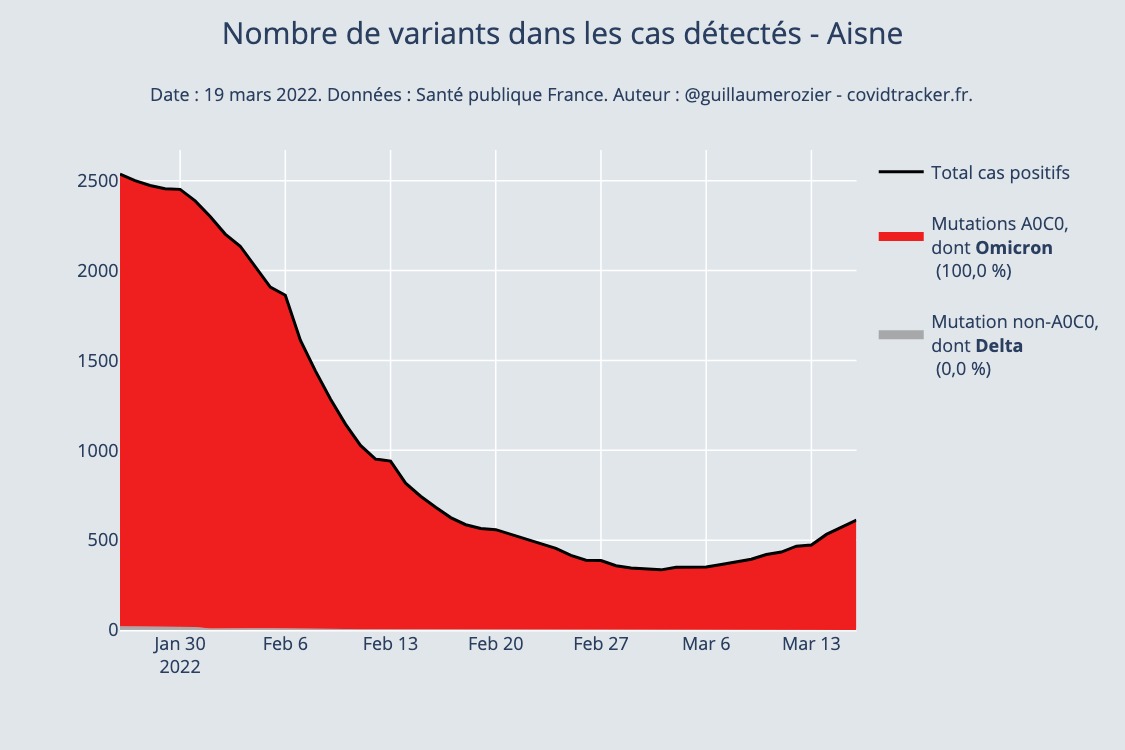 Nombre de variants dans les cas détectés - Aisne
Date : 19 mars 2022. Données : Santé publique France. Auteur : @guillaumerozier - covidtracker.fr.
2500
2000
1500
1000
500
0
Jan 30
2022
Feb 6
Feb 13
Feb 20
Feb 27
Mar 6
Mar 13
Total cas positifs
Mutations A0C0,
dont Omicron
(100,0 %)
Mutation non-A0C0,
dont Delta
(0,0 %)